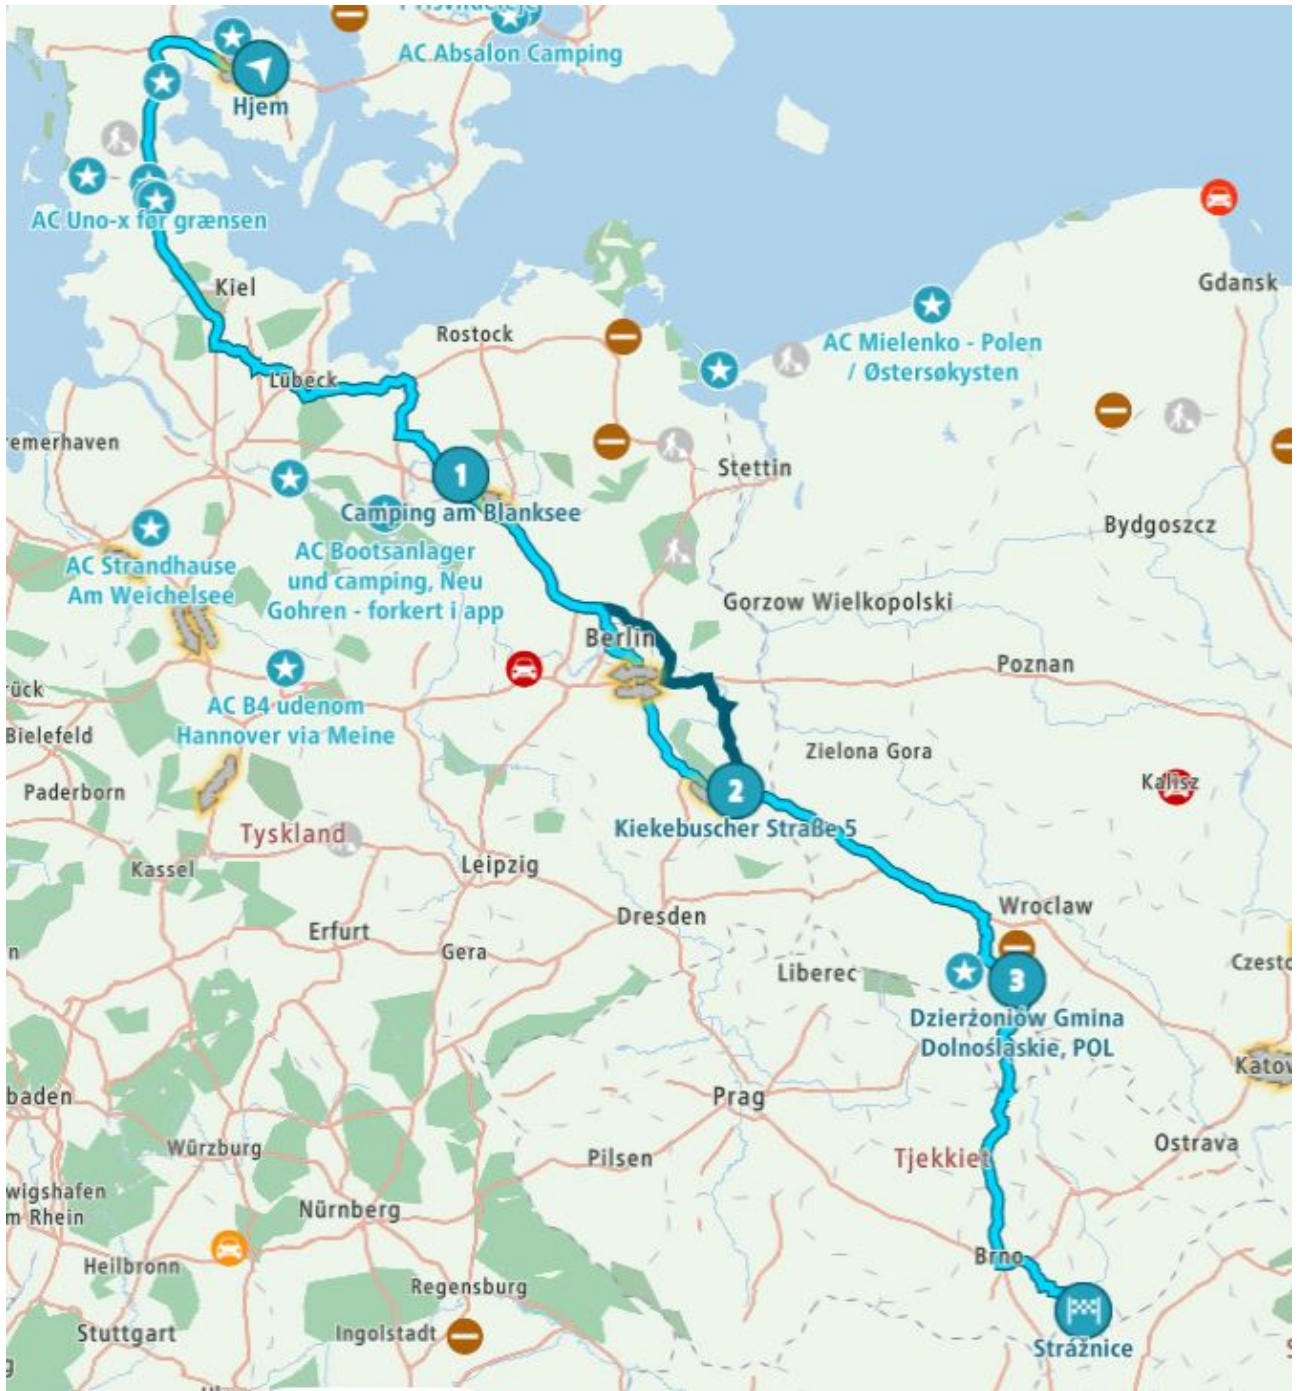 AC Absalon Camping
Hjem
AC Uno-x før grænsen
Kiel
Gdansk
Rostock
AC Mielenko - Polen
/ Østersøkysten
Lübeck
emerhaven
Stettin
1
Camping am Blanksee
Bydgoszcz
AC Strandhause
Am Weichelsee
AC Bootsanlager
und camping, Neu
Gohren - forkert i app
Gorzow Wielkopolski
Berlin
Poznan
rück
AC B4 udenom
Hannover via Meine
Bielefeld
Zielona Gora
Kalisz
Paderborn
2
Kiekebuscher Straße 5
Tyskland
Kassel
Leipzig
Dresden
Wroclaw
Erfurt
Gera
n
Liberec
Czesto
3
Dzierżoniów Gmina
Dolnośląskie, POL
Katow
baden
Prag
Würzburg
Pilsen
Tjekkiet
Ostrava
wigshafen
m Rhein
Nürnberg
Brno
Heilbronn
Regensburg
Stuttgart
Ingolstadt
Strážnice
g
S